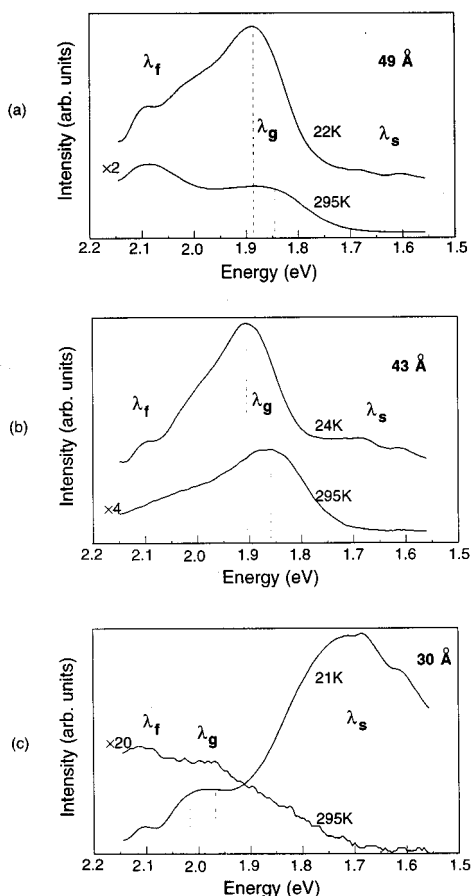 (a)
Intensity (arb. units)
λf
49 Å
λg
λs
22K
×2
295K
2.2 2.1 2.0 1.9 1.8 1.7 1.6 1.5
Energy (eV)
(b)
Intensity (arb. units)
43 Å
λf
λg
λs
24K
×4
295K
2.2 2.1 2.0 1.9 1.8 1.7 1.6 1.5
Energy (eV)
(c)
Intensity (arb. units)
30 Å
21K
λf
λg
λs
×20
295K
2.2 2.1 2.0 1.9 1.8 1.7 1.6 1.5
Energy (eV)